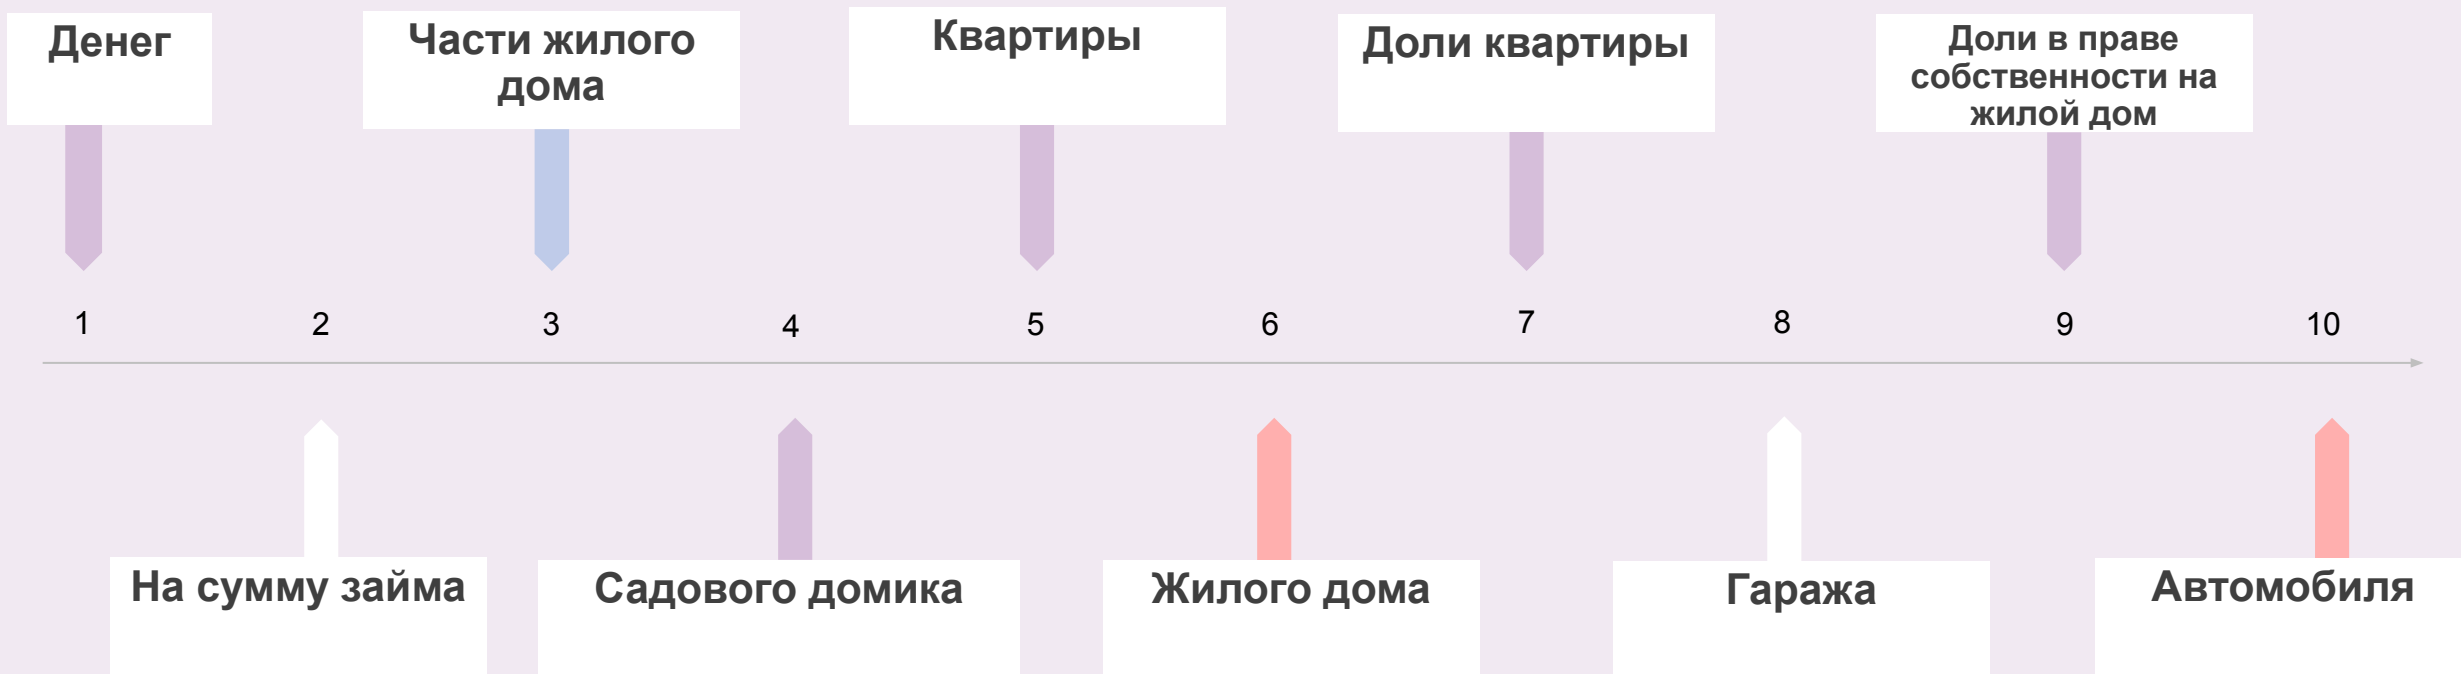 Денег
Части жилого
дома
Квартиры
Доли квартиры
Доли в праве
собственности на
жилой дом
1
2
3
4
5
6
7
8
9
10
На сумму займа
Садового домика
Жилого дома
Гаража
Автомобиля